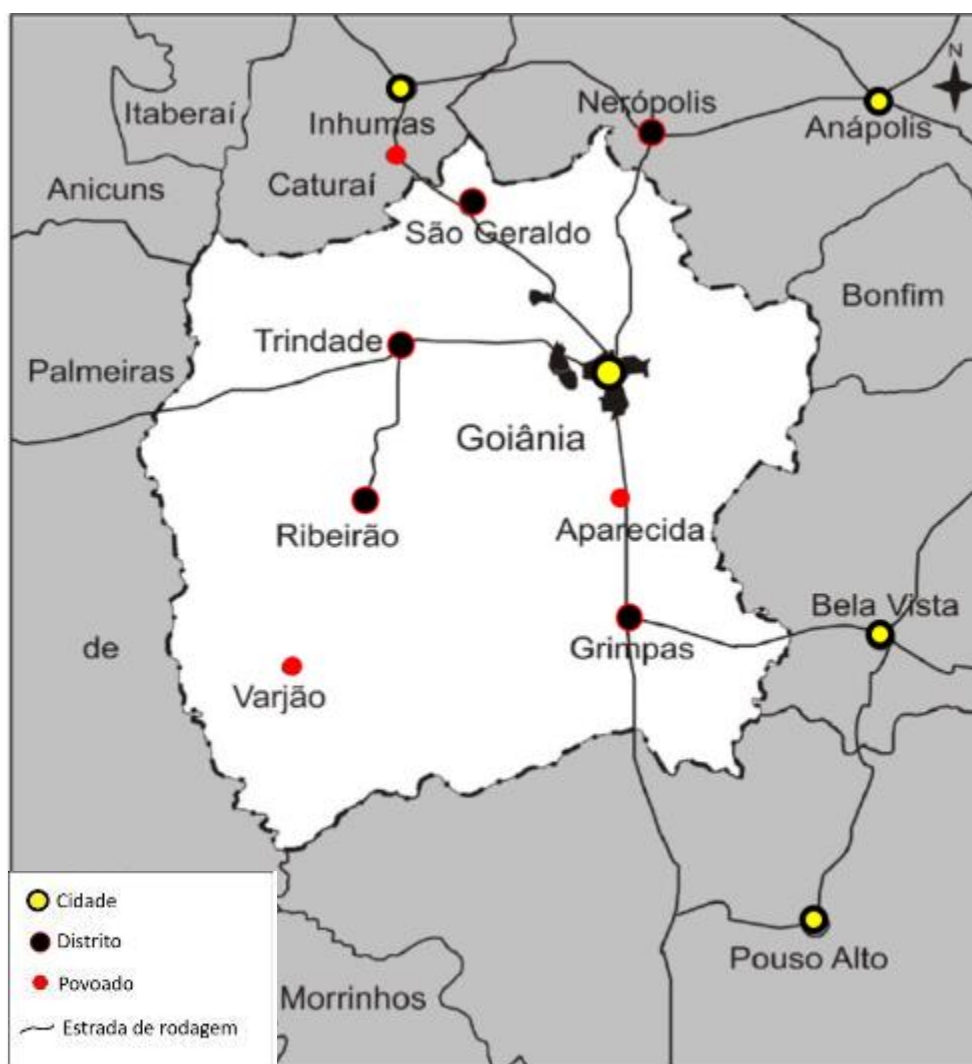 N
Itaberaí
Inhumas
Nerópolis
Anápolis
Anicuns
Caturaí
São Geraldo
Bonfim
Trindade
Palmeiras
Goiânia
Ribeirão
Aparecida
Bela Vista
de
Grimpas
Varjão
Cidade
Distrito
Povoado
Estrada de rodagem
Pouso Alto
Morrinhos